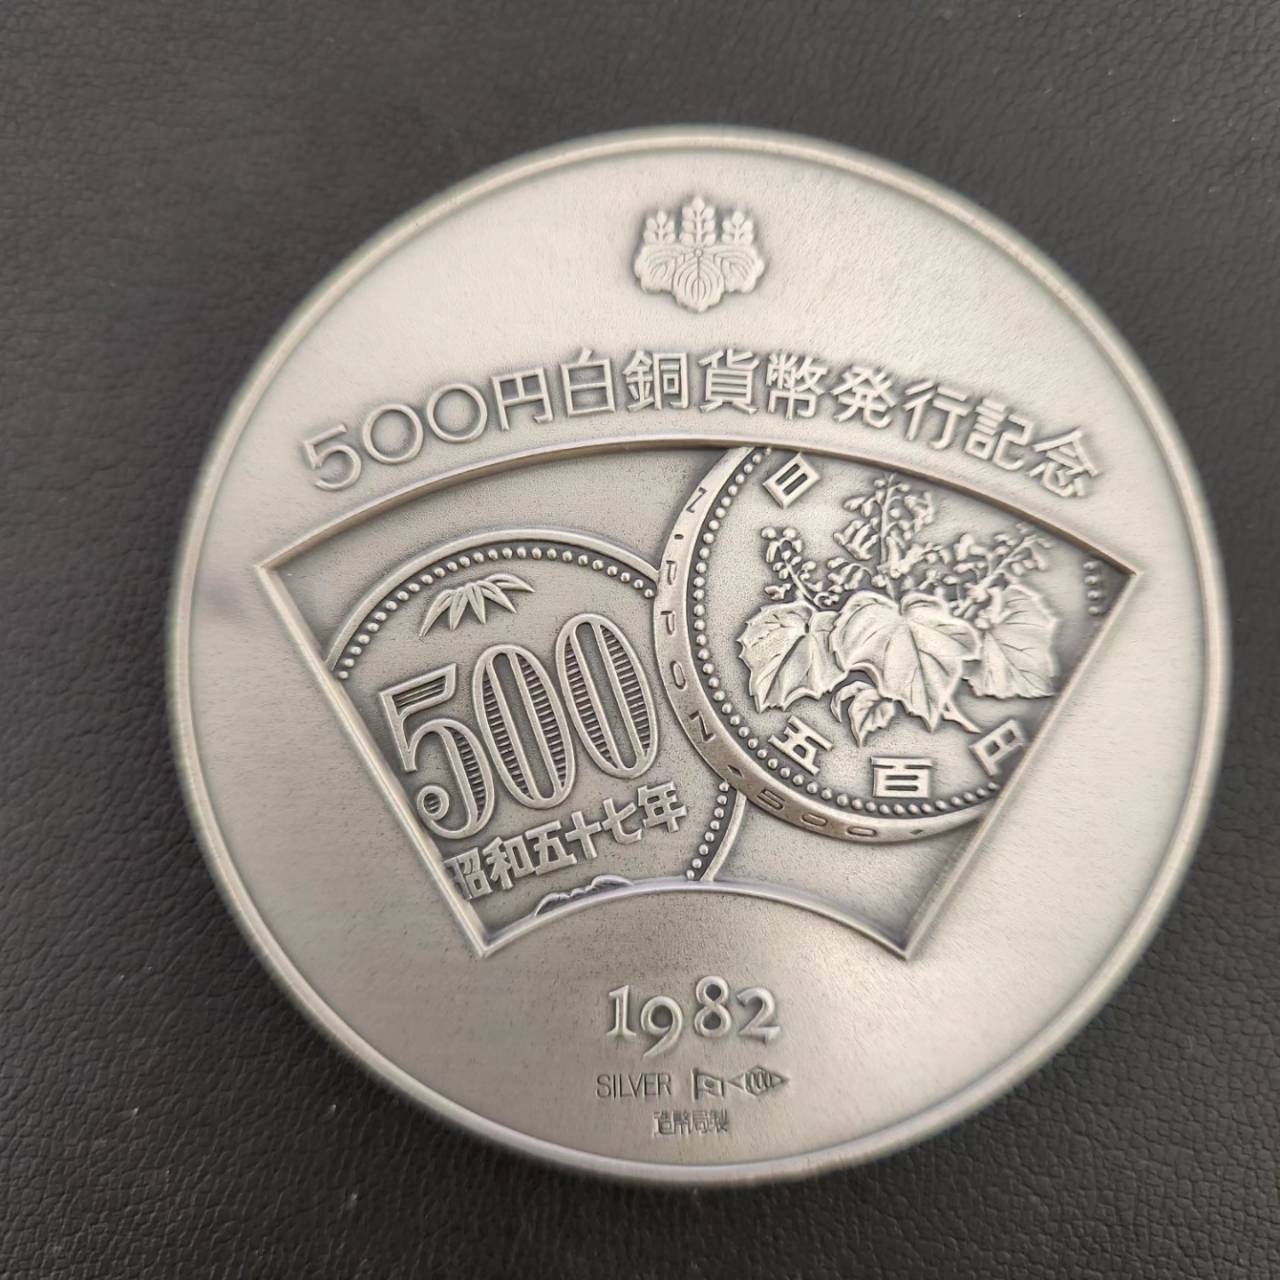 500円白銅貨幣発行記念
500
昭和五十七年
NIPPON・500・
日
五百円
1982
SILVER 1000
造幣局製